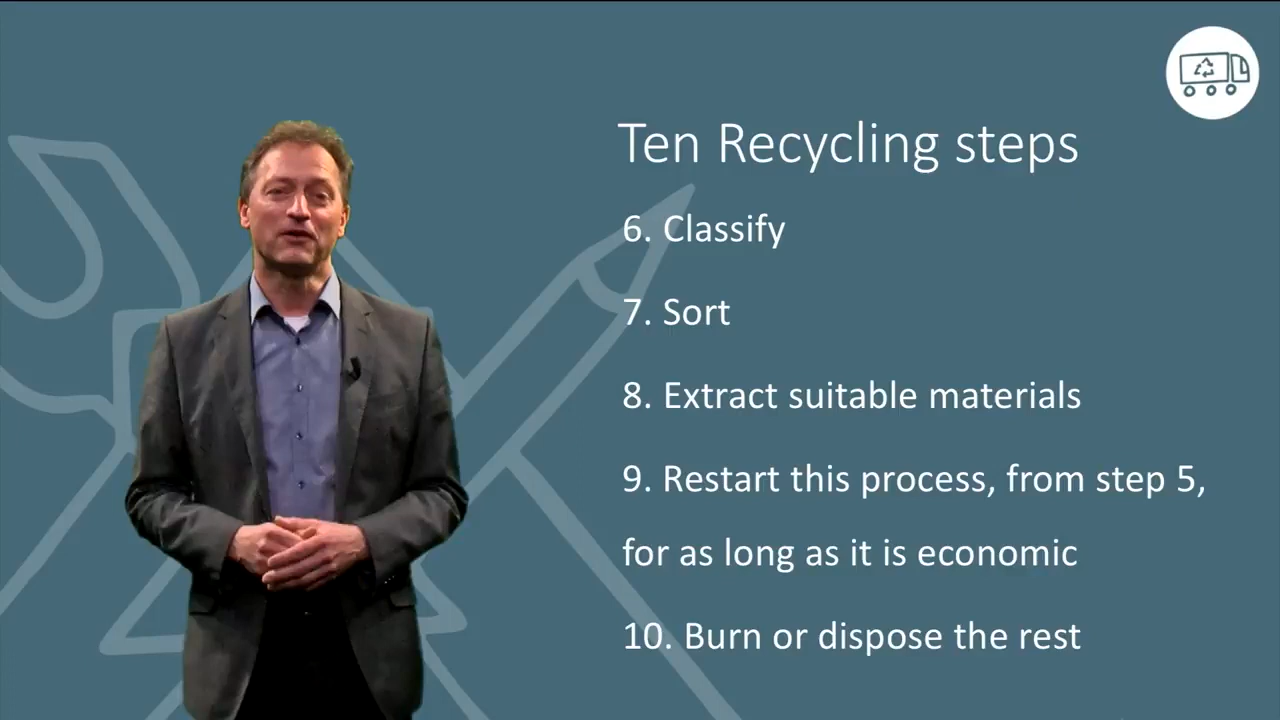 Ten Recycling steps
6. Classify
7. Sort
8. Extract suitable materials
9. Restart this process, from step 5,
for as long as it is economic
10. Burn or dispose the rest